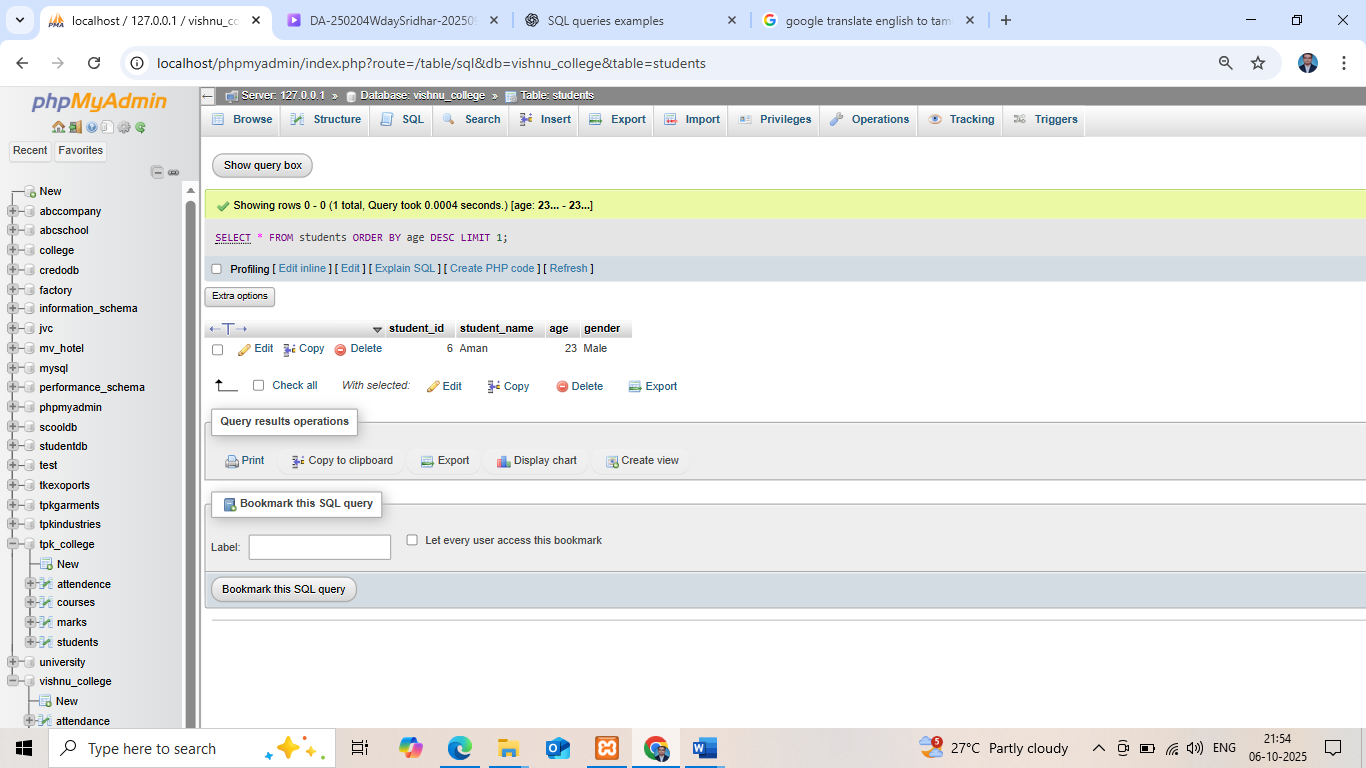 localhost / 127.0.0.1 / vishnu_co
DA-250204WdaySridhar-202505
SQL queries examples
google translate english to tam
localhost/phpmyadmin/index.php?route=/table/sql&db=vishnu_college&table=students
phpMyAdmin
Recent
Favorites
New
abccompany
abcschool
college
credodb
factory
information_schema
jvc
mv_hotel
mysql
performance_schema
phpmyadmin
scooldb
studentdb
test
tkexoports
tpkgarments
tpkindustries
tpk_college
New
attendence
courses
marks
students
university
vishnu_college
New
attendance
Server: 127.0.0.1 » Database: vishnu_college » Table: students
Browse Structure SQL Search Insert Export Import Privileges Operations Tracking Triggers
Show query box
Showing rows 0 - 0 (1 total, Query took 0.0004 seconds.) [age: 23... - 23...]
SELECT * FROM students ORDER BY age DESC LIMIT 1;
Profiling [ Edit inline ] [ Edit ] [ Explain SQL ] [ Create PHP code ] [ Refresh ]
Extra options
student_id student_name age gender
Edit Copy Delete 6 Aman 23 Male
Check all With selected: Edit Copy Delete Export
Query results operations
Print Copy to clipboard Export Display chart Create view
Bookmark this SQL query
Label: Let every user access this bookmark
Bookmark this SQL query
Type here to search
5
27°C Partly cloudy
ENG
21:54
06-10-2025